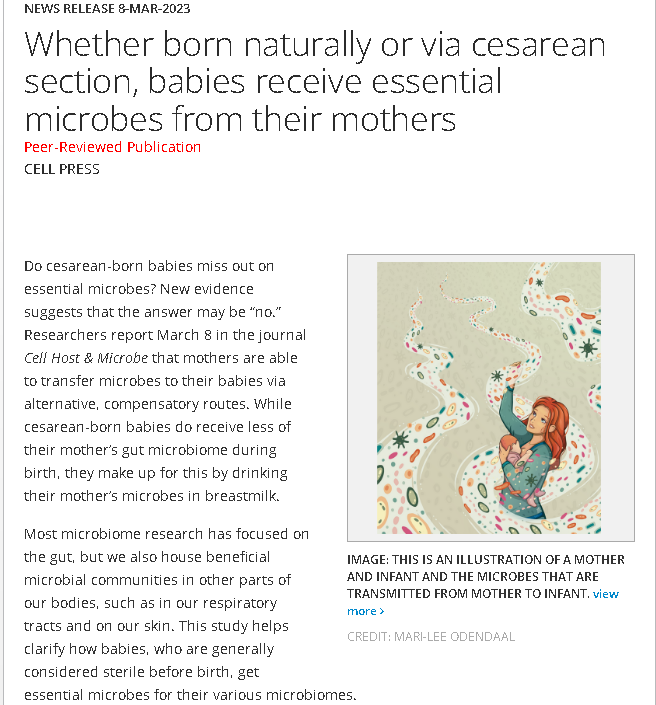 NEWS RELEASE 8-MAR-2023
Whether born naturally or via cesarean
section, babies receive essential
microbes from their mothers
Peer-Reviewed Publication
CELL PRESS
Do cesarean-born babies miss out on
essential microbes? New evidence
suggests that the answer may be “no.”
Researchers report March 8 in the journal
Cell Host & Microbe that mothers are able
to transfer microbes to their babies via
alternative, compensatory routes. While
cesarean-born babies do receive less of
their mother’s gut microbiome during
birth, they make up for this by drinking
their mother’s microbes in breastmilk.
Most microbiome research has focused on
the gut, but we also house beneficial
microbial communities in other parts of
our bodies, such as in our respiratory
tracts and on our skin. This study helps
clarify how babies, who are generally
considered sterile before birth, get
essential microbes for their various microbiomes.
IMAGE: THIS IS AN ILLUSTRATION OF A MOTHER
AND INFANT AND THE MICROBES THAT ARE
TRANSMITTED FROM MOTHER TO INFANT. view
more >
CREDIT: MARI-LEE ODENDAAL